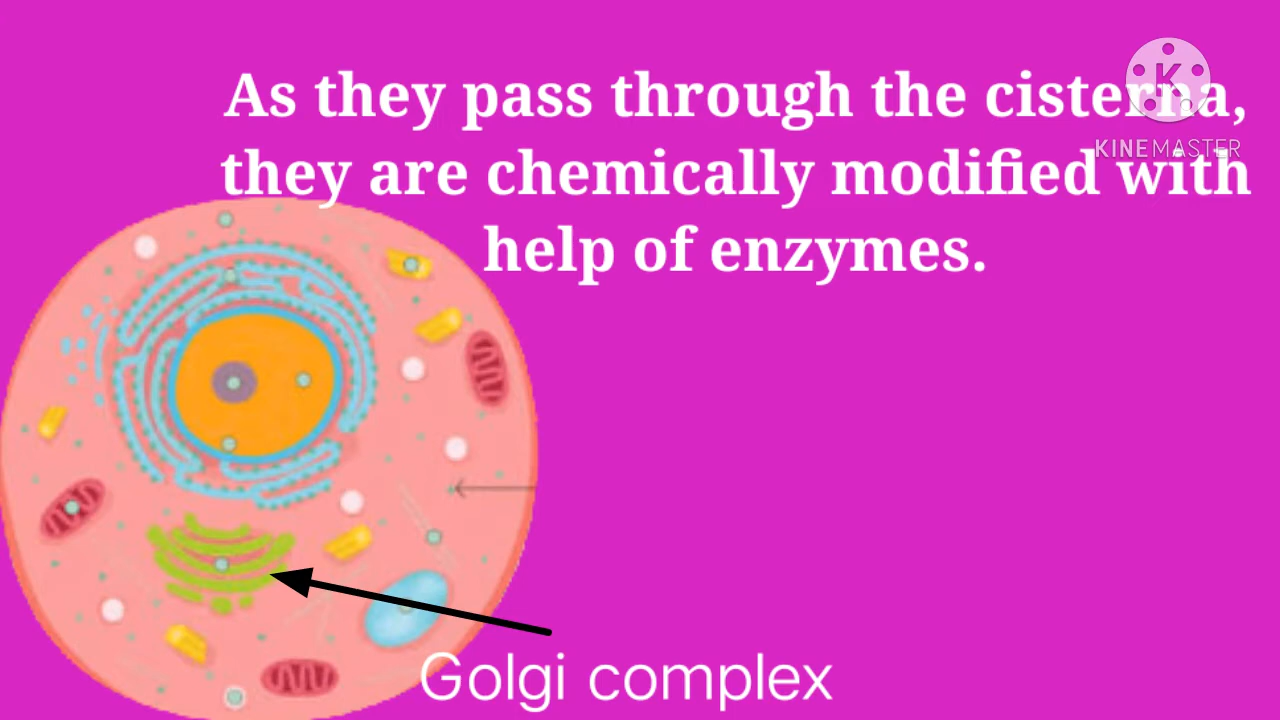 As they pass through the cisterna,
they are chemically modified with
help of enzymes.
K
KINEMASTER
Golgi complex